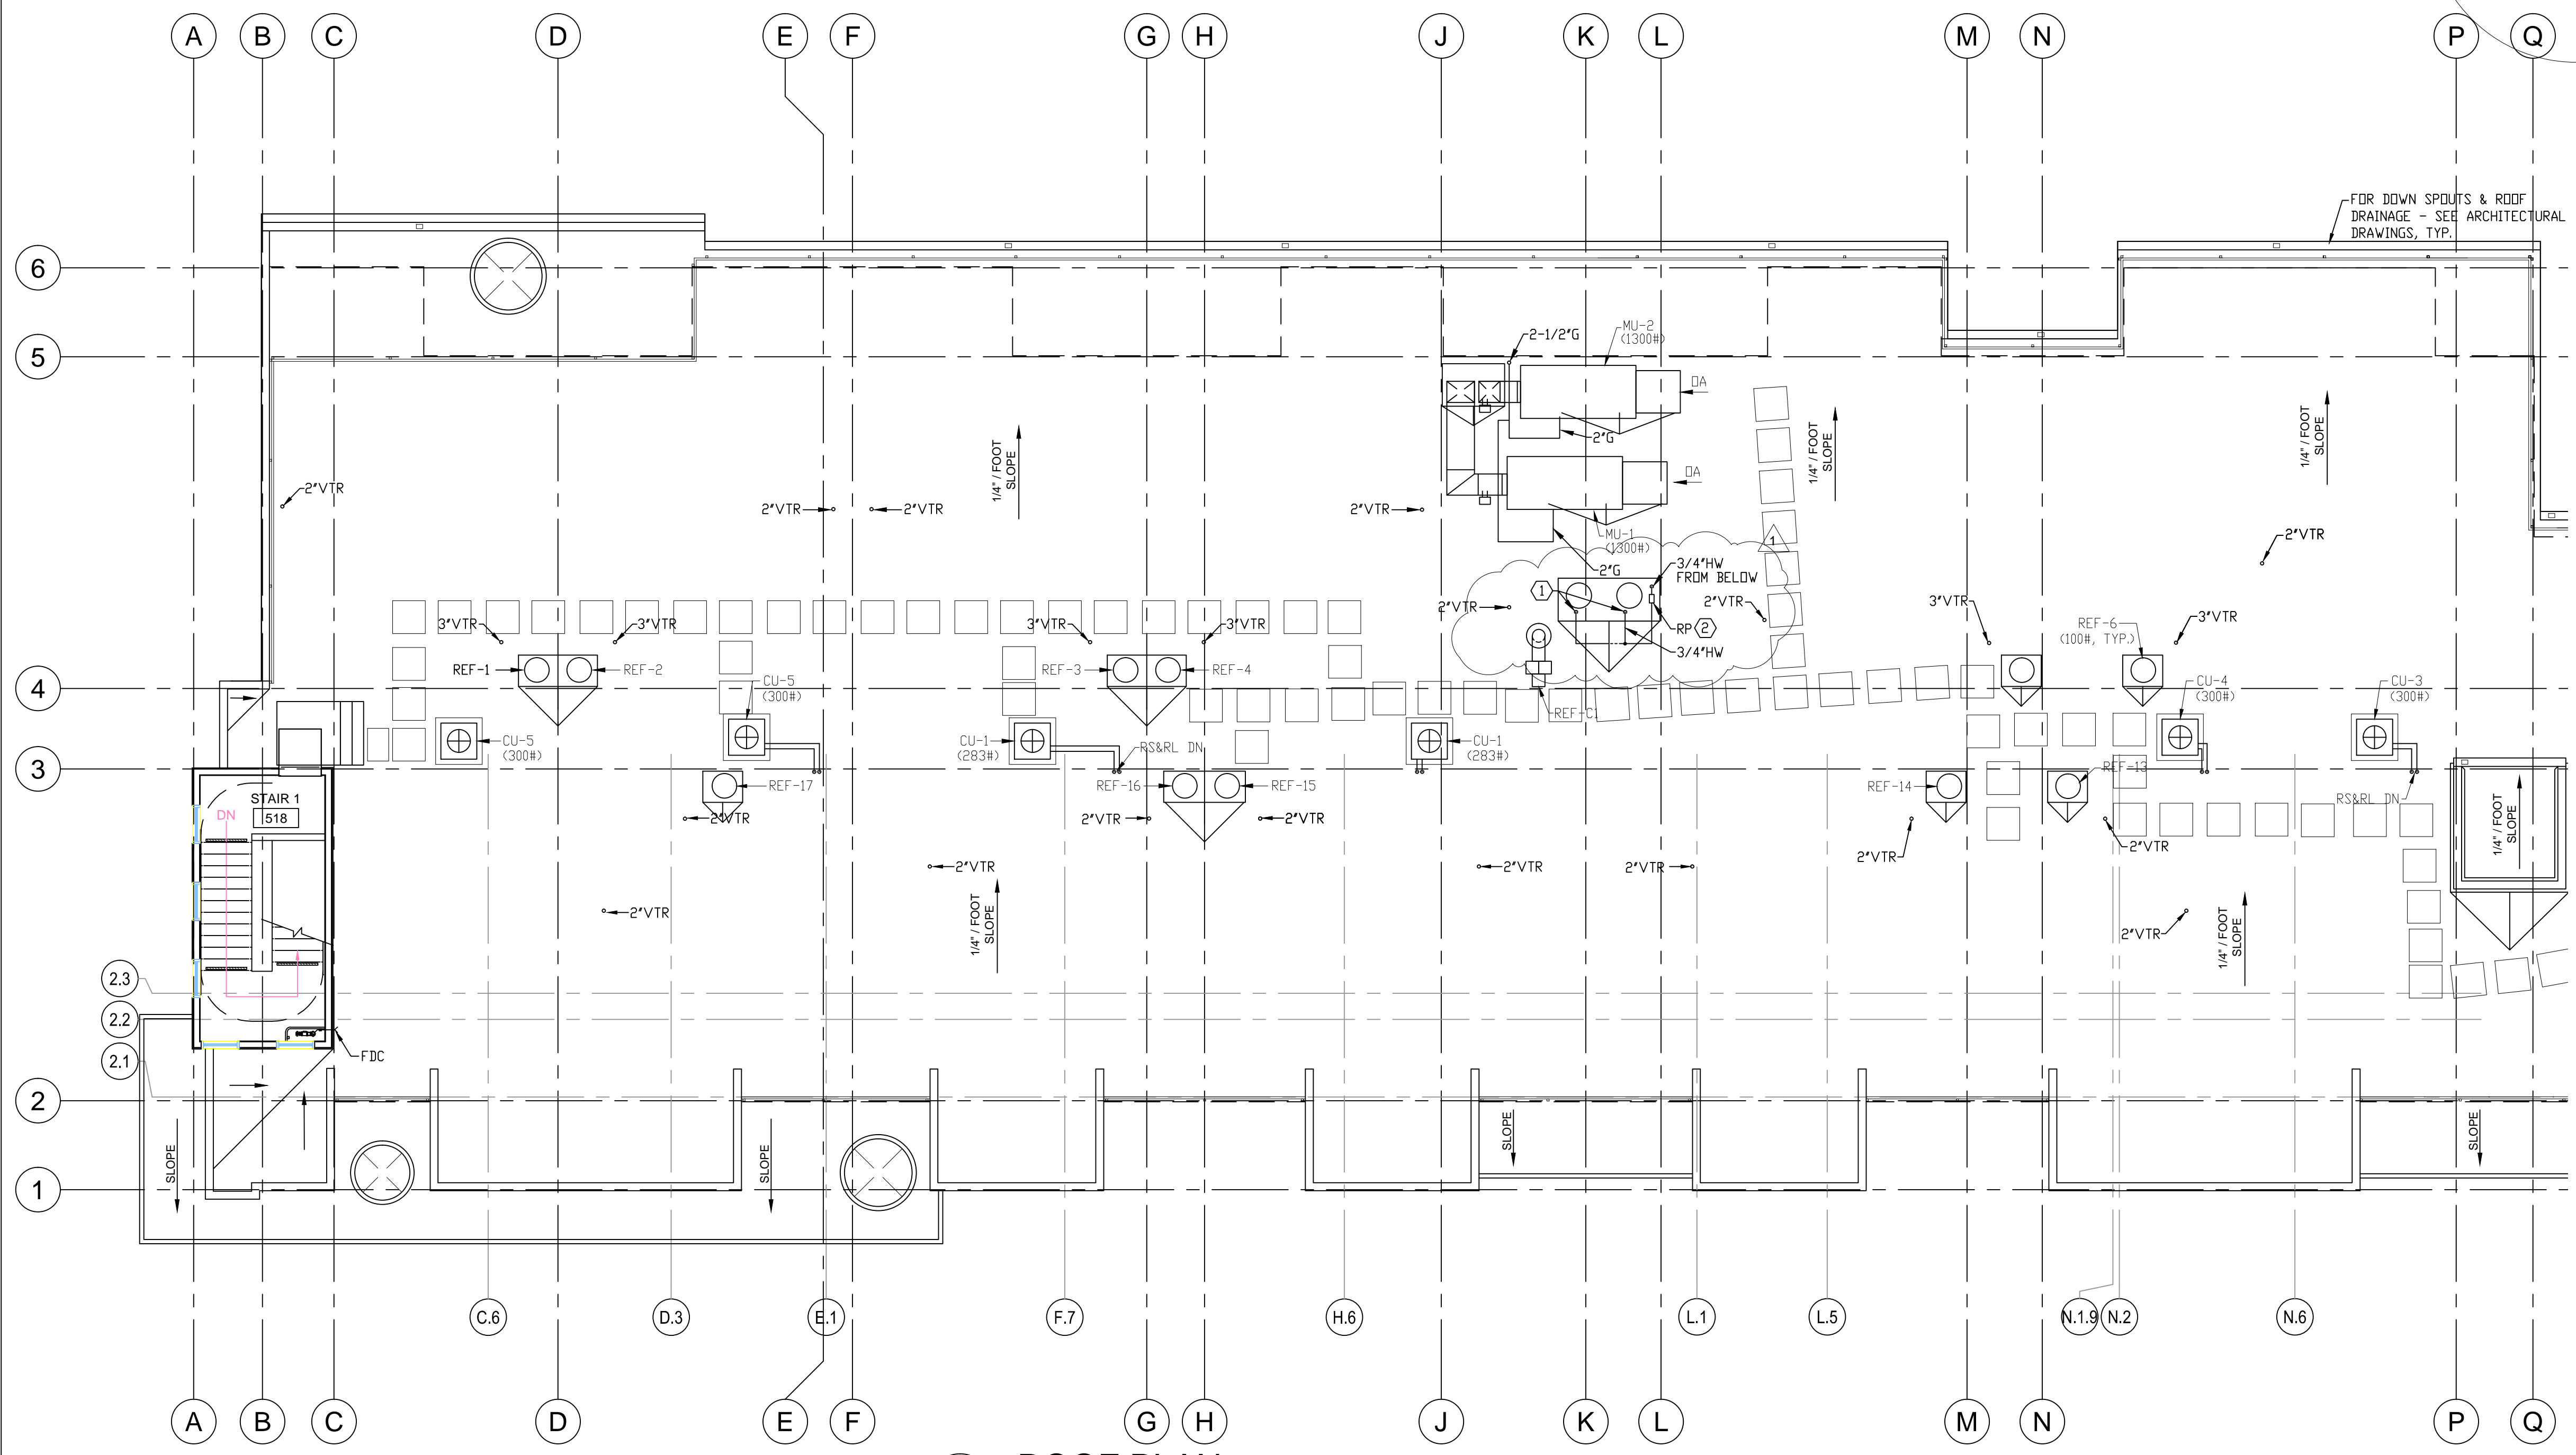 A B C D E F G H J K L M N P Q
FOR DOWN SPOUTS & ROOF
DRAINAGE - SEE ARCHITECTURAL
DRAWINGS, TYP.
6
5
2-1/2"G
MU-2
(1300#)
OA
2"G
1/4" / FOOT
SLOPE
1/4" / FOOT
SLOPE
1/4" / FOOT
SLOPE
OA
2"VTR
2"VTR
2"VTR
2"VTR
MU-1
(1300#)
1
2"VTR
2"G
3/4"HW
FROM BELOW
1
2"VTR
2"VTR
3"VTR
3"VTR
3"VTR
3"VTR
3"VTR
RP 2
3"VTR
REF-6
(100#, TYP.)
3/4"HW
REF-1
REF-2
REF-3
REF-4
4
CU-5
(300#)
CU-4
(300#)
CU-3
(300#)
REF-C1
CU-5
(300#)
CU-1
(283#)
RS&RL DN
CU-1
(283#)
3
REF-17
REF-16
REF-15
REF-14
REF-13
RS&RL DN
STAIR 1
518
DN
2"VTR
2"VTR
2"VTR
1/4" / FOOT
SLOPE
2"VTR
2"VTR
2"VTR
2"VTR
2"VTR
2"VTR
1/4" / FOOT
SLOPE
2"VTR
1/4" / FOOT
SLOPE
2.3
2.2
2.1
FDC
2
SLOPE
SLOPE
SLOPE
SLOPE
1
C.6 D.3 E.1 F.7 H.6 L.1 L.5 N.1.9 N.2 N.6
A B C D E F G H J K L M N P Q